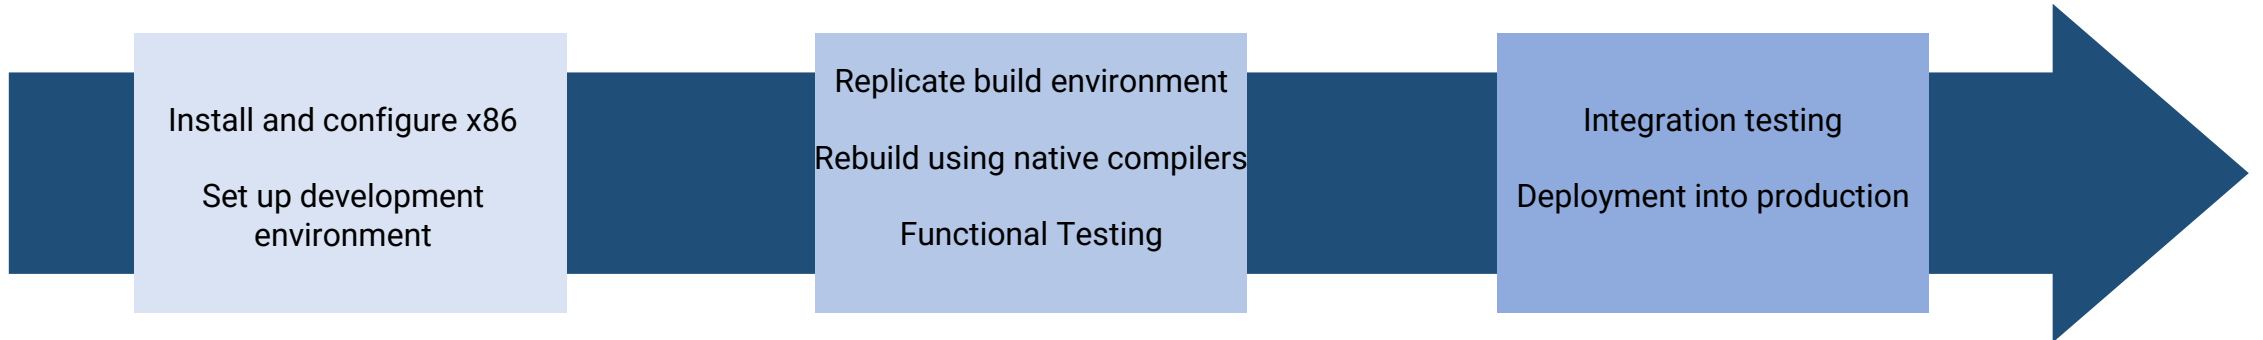 Install and configure x86
Set up development
environment
Replicate build environment
Rebuild using native compilers
Functional Testing
Integration testing
Deployment into production